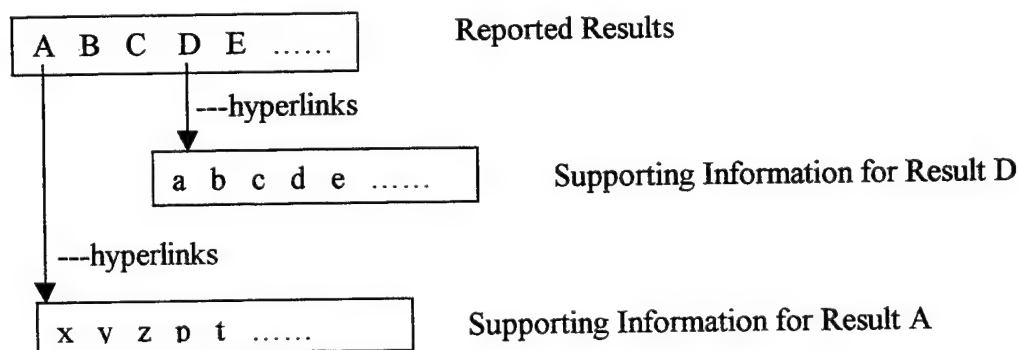 A B C D E ...... Reported Results
---hyperlinks
a b c d e ...... Supporting Information for Result D
---hyperlinks
x y z p t ...... Supporting Information for Result A